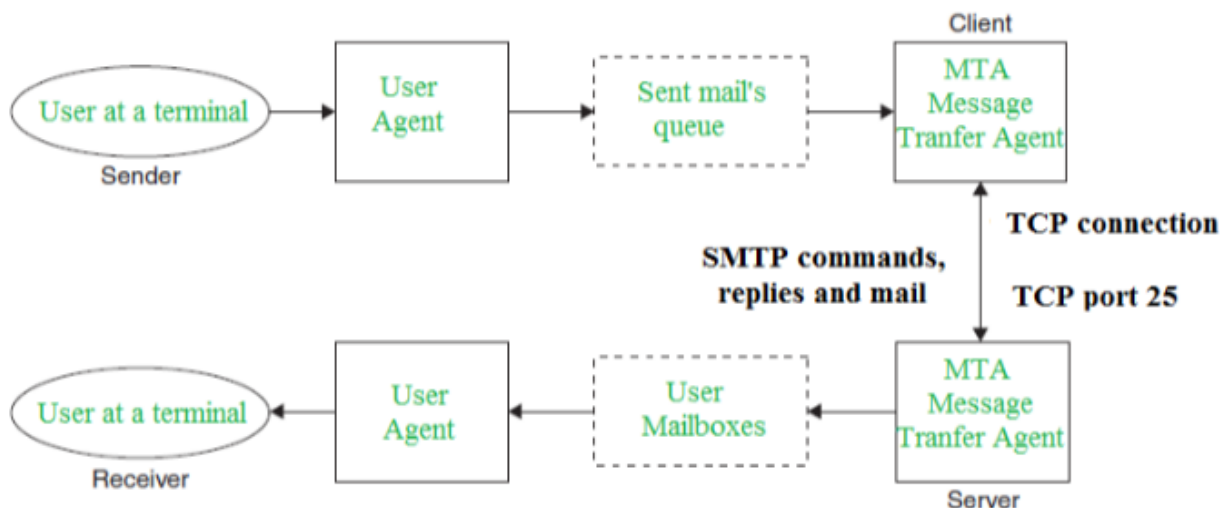 Client
User at a terminal
Sender
User
Agent
Sent mail's
queue
MTA
Message
Tranfer Agent
TCP connection
SMTP commands,
replies and mail
TCP port 25
User at a terminal
Receiver
User
Agent
User
Mailboxes
MTA
Message
Tranfer Agent
Server